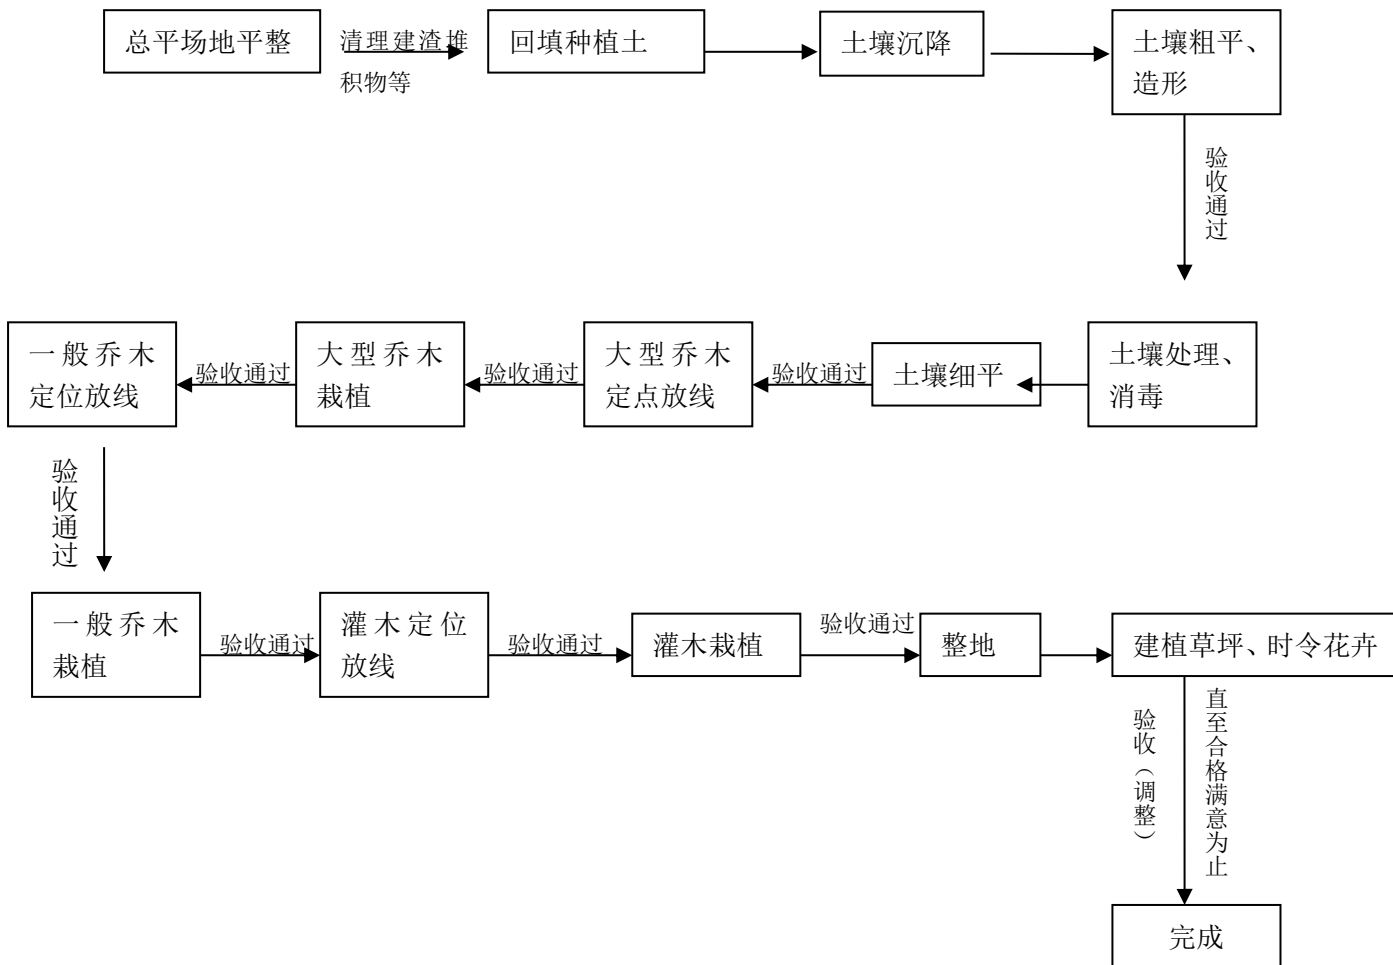 总平场地平整
清理建渣堆
积物等
回填种植土
土壤沉降
土壤粗平、
造形
验收通过
土壤处理、
消毒
土壤细平
验收通过
大型乔木
定点放线
验收通过
大型乔木
栽植
验收通过
一般乔木
定位放线
验收通过
一般乔木
栽植
验收通过
灌木定位
放线
验收通过
灌木栽植
验收通过
整地
建植草坪、时令花卉
验收（调整）
直至合格满意为止
完成